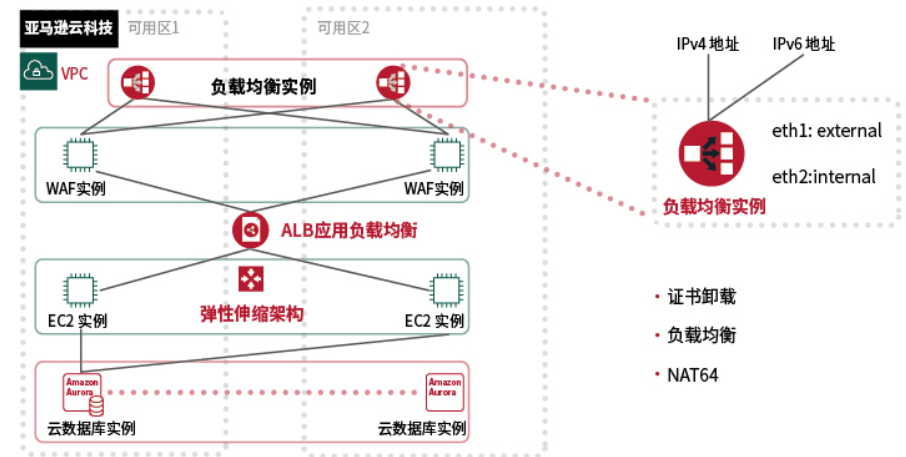 亚马逊云科技
可用区1
可用区2
VPC
负载均衡实例
WAF实例
WAF实例
ALB应用负载均衡
弹性伸缩架构
EC2 实例
EC2 实例
Amazon
Aurora
云数据库实例
Amazon
Aurora
云数据库实例
IPv4 地址
IPv6 地址
eth1: external
eth2:internal
负载均衡实例
• 证书卸载
• 负载均衡
• NAT64